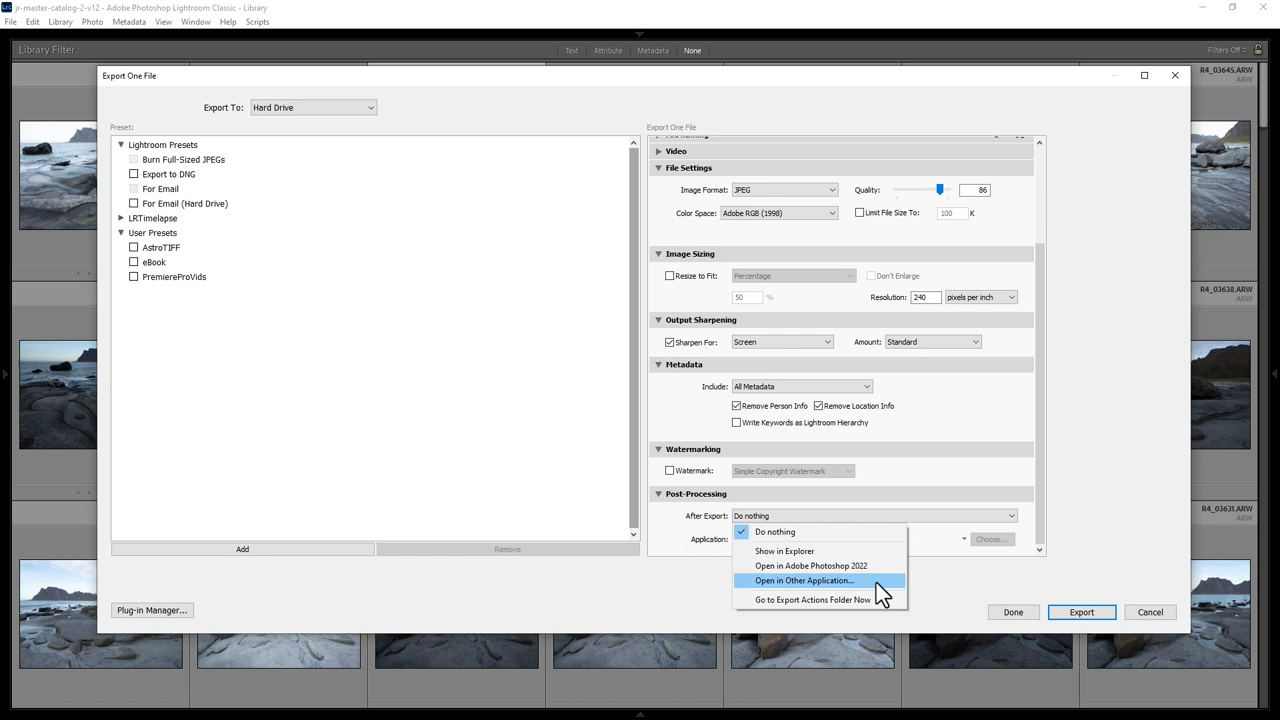 jr-master-catalog-2-v12 - Adobe Photoshop Lightroom Classic - Library
File Edit Library Photo Metadata View Window Help Scripts
Library Filter : Text Attribute Metadata None Filters Off
R4_03645.ARW
ARW
Export One File
Export To: Hard Drive
Preset:
Lightroom Presets
Burn Full-Sized JPEGs
Export to DNG
For Email
For Email (Hard Drive)
LRTimelapse
User Presets
AstroTIFF
eBook
PremiereProVids
Add Remove
Plug-in Manager...
Export One File
Video
File Settings
Image Format: JPEG Quality: 86
Color Space: Adobe RGB (1998) Limit File Size To: 100 K
Image Sizing
Resize to Fit: Percentage Don't Enlarge
50 % Resolution: 240 pixels per inch
Output Sharpening
Sharpen For: Screen Amount: Standard
Metadata
Include: All Metadata
Remove Person Info Remove Location Info
Write Keywords as Lightroom Hierarchy
Watermarking
Watermark: Simple Copyright Watermark
Post-Processing
After Export: Do nothing
Application: Choose...
Do nothing
Show in Explorer
Open in Adobe Photoshop 2022
Open in Other Application...
Go to Export Actions Folder Now
Done Export Cancel
R4_03638.ARW
ARW
R4_03631.ARW
ARW